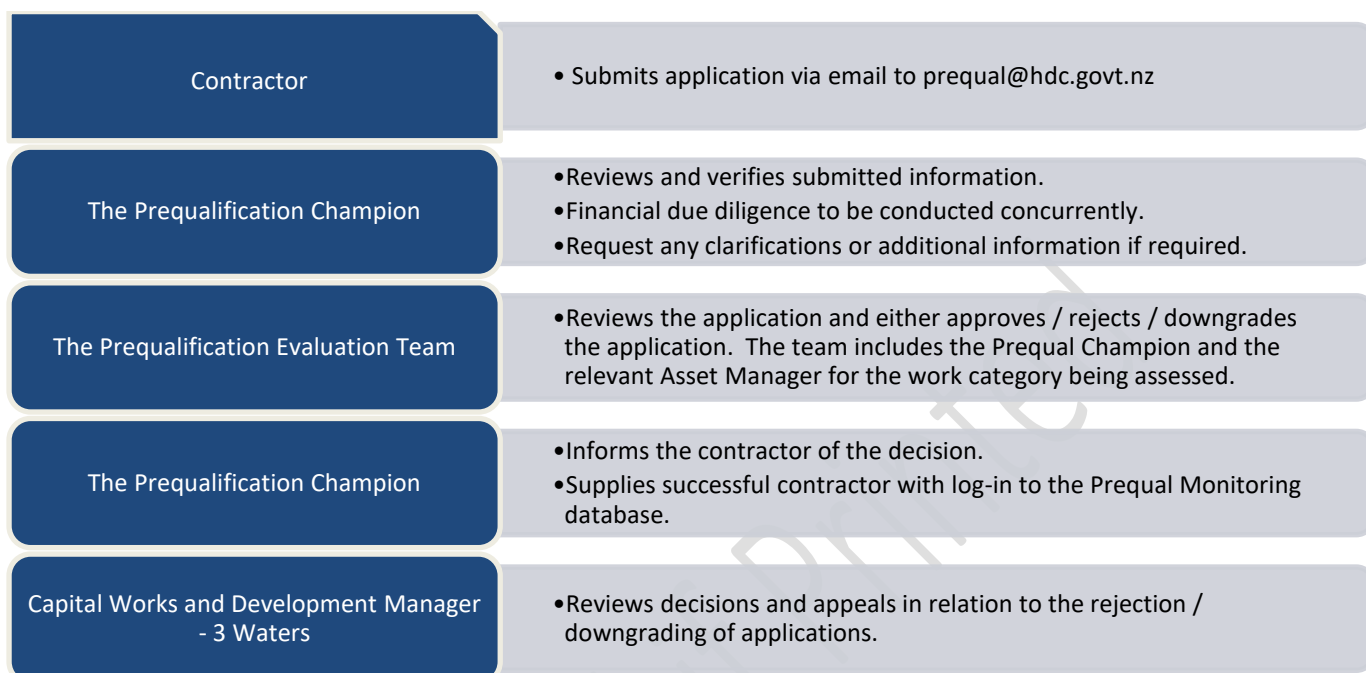 Contractor
• Submits application via email to prequal@hdc.govt.nz
The Prequalification Champion
•Reviews and verifies submitted information.
•Financial due diligence to be conducted concurrently.
•Request any clarifications or additional information if required.
The Prequalification Evaluation Team
•Reviews the application and either approves / rejects / downgrades
the application.  The team includes the Prequal Champion and the
relevant Asset Manager for the work category being assessed.
The Prequalification Champion
•Informs the contractor of the decision.
•Supplies successful contractor with log-in to the Prequal Monitoring
database.
Capital Works and Development Manager
- 3 Waters
•Reviews decisions and appeals in relation to the rejection /
downgrading of applications.
Printed